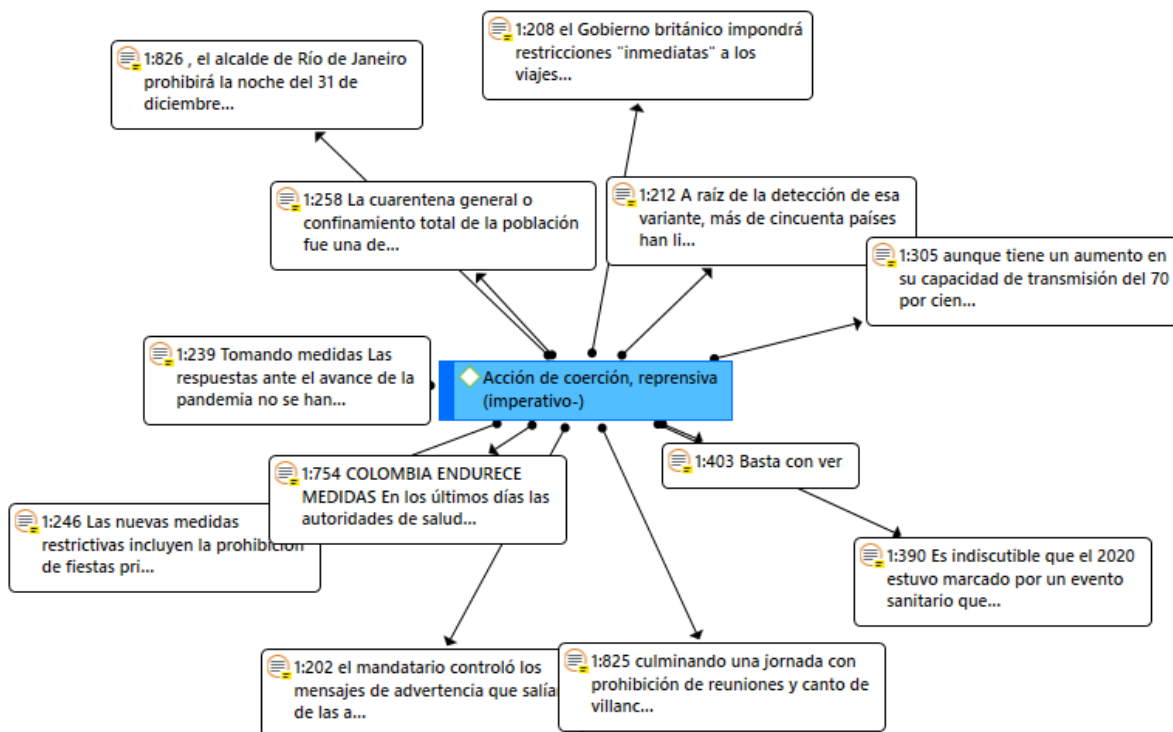 1:826 , el alcalde de Río de Janeiro
prohibirá la noche del 31 de
diciembre...
1:208 el Gobierno británico impondrá
restricciones "inmediatas" a los
viajes...
1:258 La cuarentena general o
confinamiento total de la población
fue una de...
1:212 A raíz de la detección de esa
variante, más de cincuenta países
han li...
1:305 aunque tiene un aumento en
su capacidad de transmisión del 70
por cien...
1:239 Tomando medidas Las
respuestas ante el avance de la
pandemia no se han...
Acción de coerción, reprensiva
(imperativo-)
1:754 COLOMBIA ENDURECE
MEDIDAS En los últimos días las
autoridades de salud...
1:403 Basta con ver
1:246 Las nuevas medidas
restrictivas incluyen la prohibición
de fiestas pri...
1:390 Es indiscutible que el 2020
estuvo marcado por un evento
sanitario que...
1:202 el mandatario controló los
mensajes de advertencia que salían
de las a...
1:825 culminando una jornada con
prohibición de reuniones y canto de
villanc...